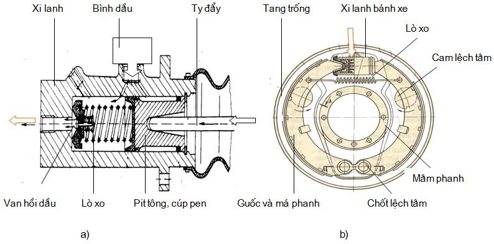 Xi lanh Bình dầu Ty đẩy Tang trống Xi lanh bánh xe
Lò xo
Cam lệch tâm
Mâm phanh
Van hồi dầu Lò xo Pit tông, cúp pen Guốc và má phanh Chốt lệch tâm
a) b)